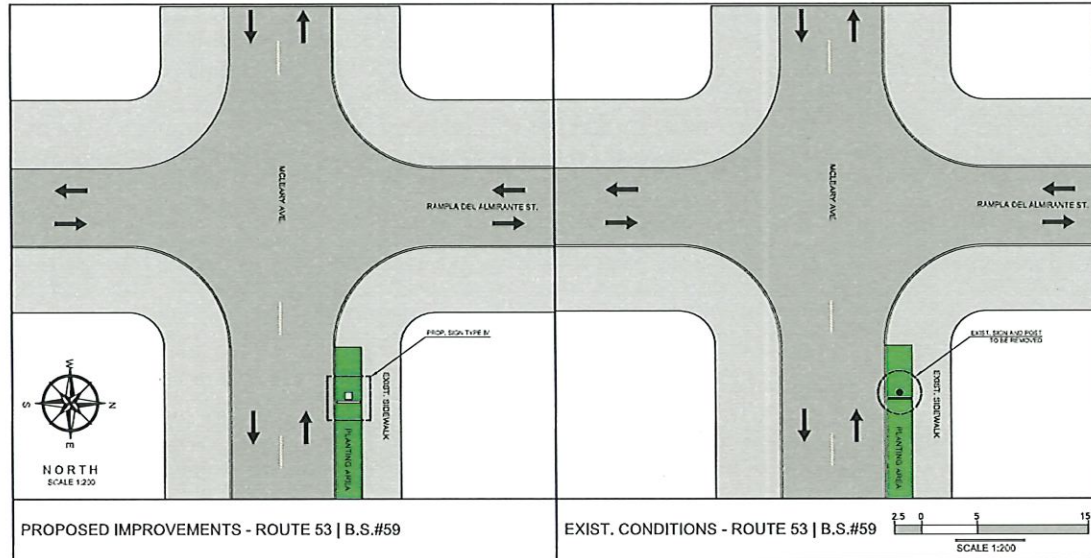 MCLEARY AVE.
RAMPLA DEL ALMIRANTE ST.
PROP. SIGN TYPE IV
EXIST. SIDEWALK
PLANTING AREA
W
S
N
E
NORTH
SCALE 1:200
PROPOSED IMPROVEMENTS - ROUTE 53 | B.S.#59
MCLEARY AVE.
RAMPLA DEL ALMIRANTE ST.
EXIST. SIGN AND POST
TO BE REMOVED
EXIST. SIDEWALK
PLANTING AREA
EXIST. CONDITIONS - ROUTE 53 | B.S.#59
2.5 0 5 15
SCALE 1:200